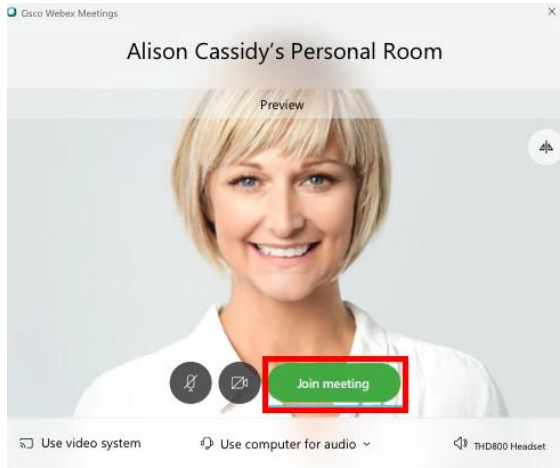 Cisco Webex Meetings
Alison Cassidy's Personal Room
Preview
Join meeting
Use video system
Use computer for audio
THD800 Headset